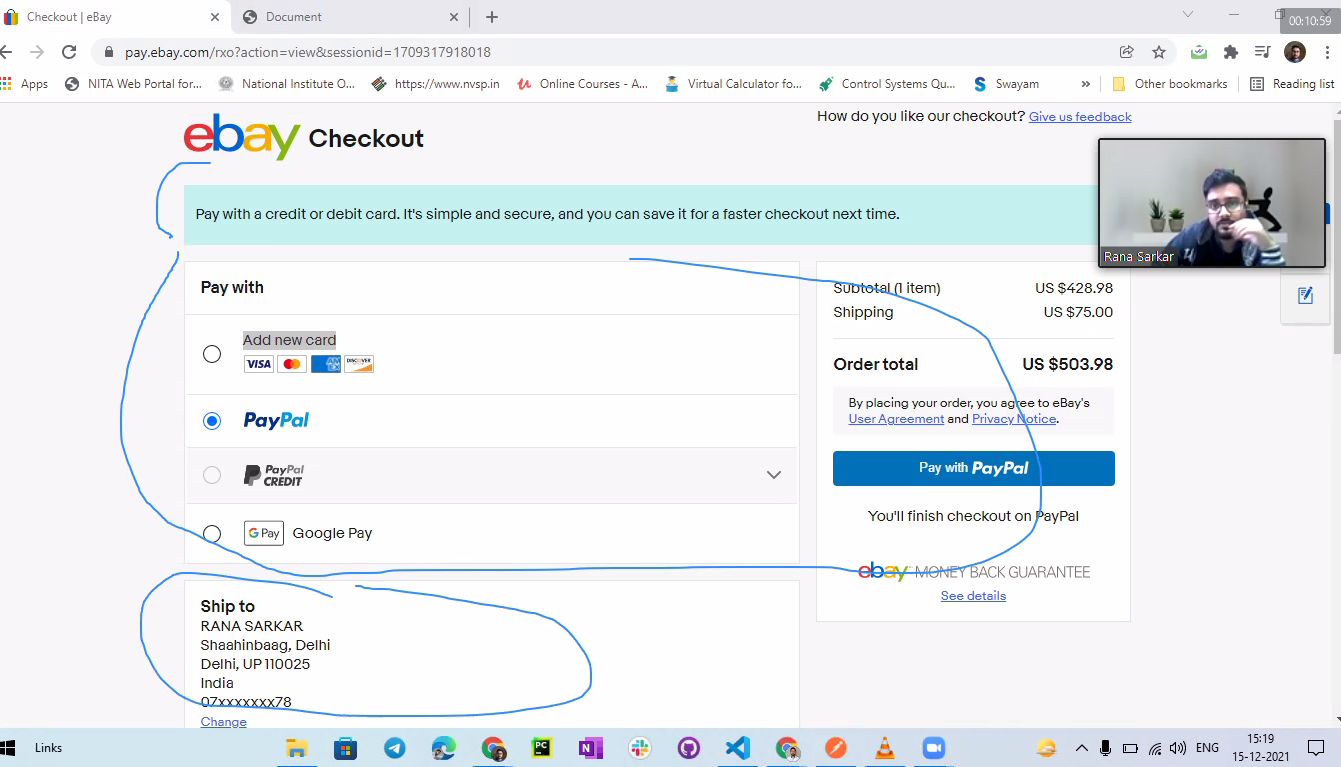 Checkout | eBay
Document
00:10:59
pay.ebay.com/rxo?action=view&sessionid=1709317918018
Apps
NITA Web Portal for...
National Institute O...
https://www.nvsp.in
Online Courses - A...
Virtual Calculator fo...
Control Systems Qu...
Swayam
»
Other bookmarks
Reading list
ebay Checkout
How do you like our checkout? Give us feedback
Pay with a credit or debit card. It's simple and secure, and you can save it for a faster checkout next time.
Rana Sarkar
Pay with
Add new card
VISA
DISCOVER
PayPal
PayPal
CREDIT
G Pay Google Pay
Ship to
RANA SARKAR
Shaahinbaag, Delhi
Delhi, UP 110025
India
07xxxxxxx78
Change
Subtotal (1 item) US $428.98
Shipping US $75.00
Order total US $503.98
By placing your order, you agree to eBay's
User Agreement and Privacy Notice.
Pay with PayPal
You'll finish checkout on PayPal
ebay MONEY BACK GUARANTEE
See details
Links
PC
N
ENG
15:19
15-12-2021